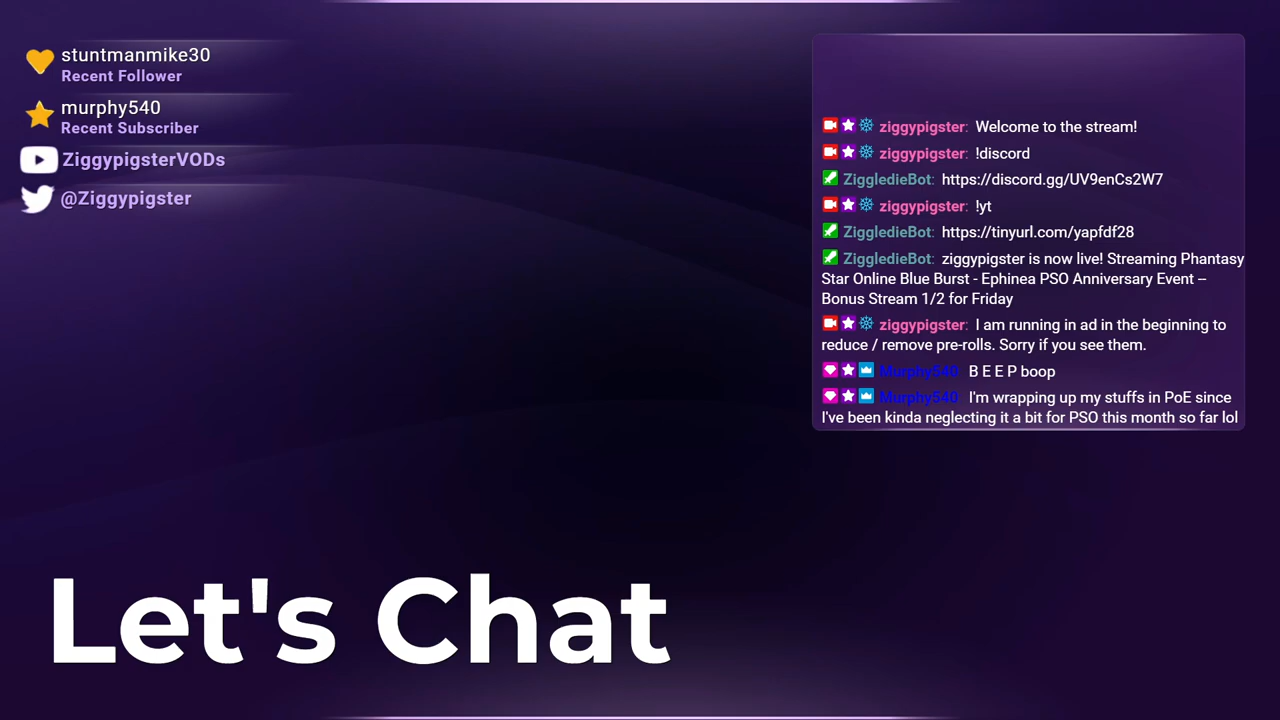 stuntmanmike30
Recent Follower
murphy540
Recent Subscriber
ZiggypigsterVODs
@Ziggypigster
ziggypigster: Welcome to the stream!
ziggypigster: !discord
ZiggledieBot: https://discord.gg/UV9enCs2W7
ziggypigster: !yt
ZiggledieBot: https://tinyurl.com/yapfdf28
ZiggledieBot: ziggypigster is now live! Streaming Phantasy
Star Online Blue Burst - Ephinea PSO Anniversary Event –
Bonus Stream 1/2 for Friday
ziggypigster: I am running in ad in the beginning to
reduce / remove pre-rolls. Sorry if you see them.
Murphy540: B E E P boop
Murphy540: I'm wrapping up my stuffs in PoE since
I've been kinda neglecting it a bit for PSO this month so far lol
Let's Chat